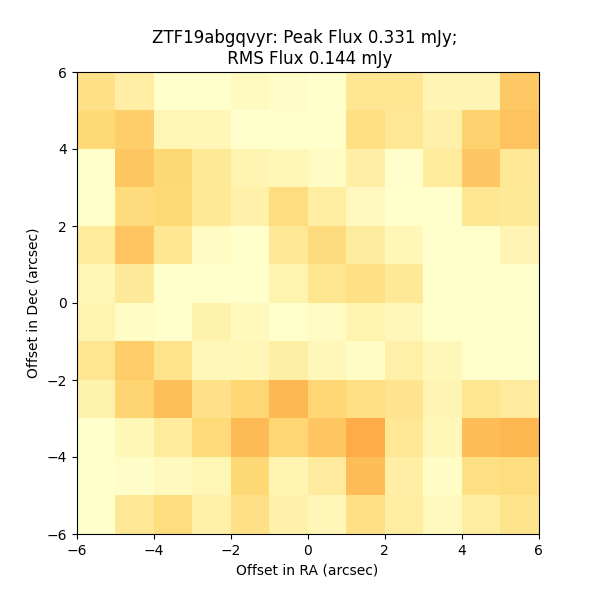 ZTF19abgqvyr: Peak Flux 0.331 mJy;
RMS Flux 0.144 mJy
6
4
2
0
−2
−4
−6
Offset in Dec (arcsec)
−6 −4 −2 0 2 4 6
Offset in RA (arcsec)